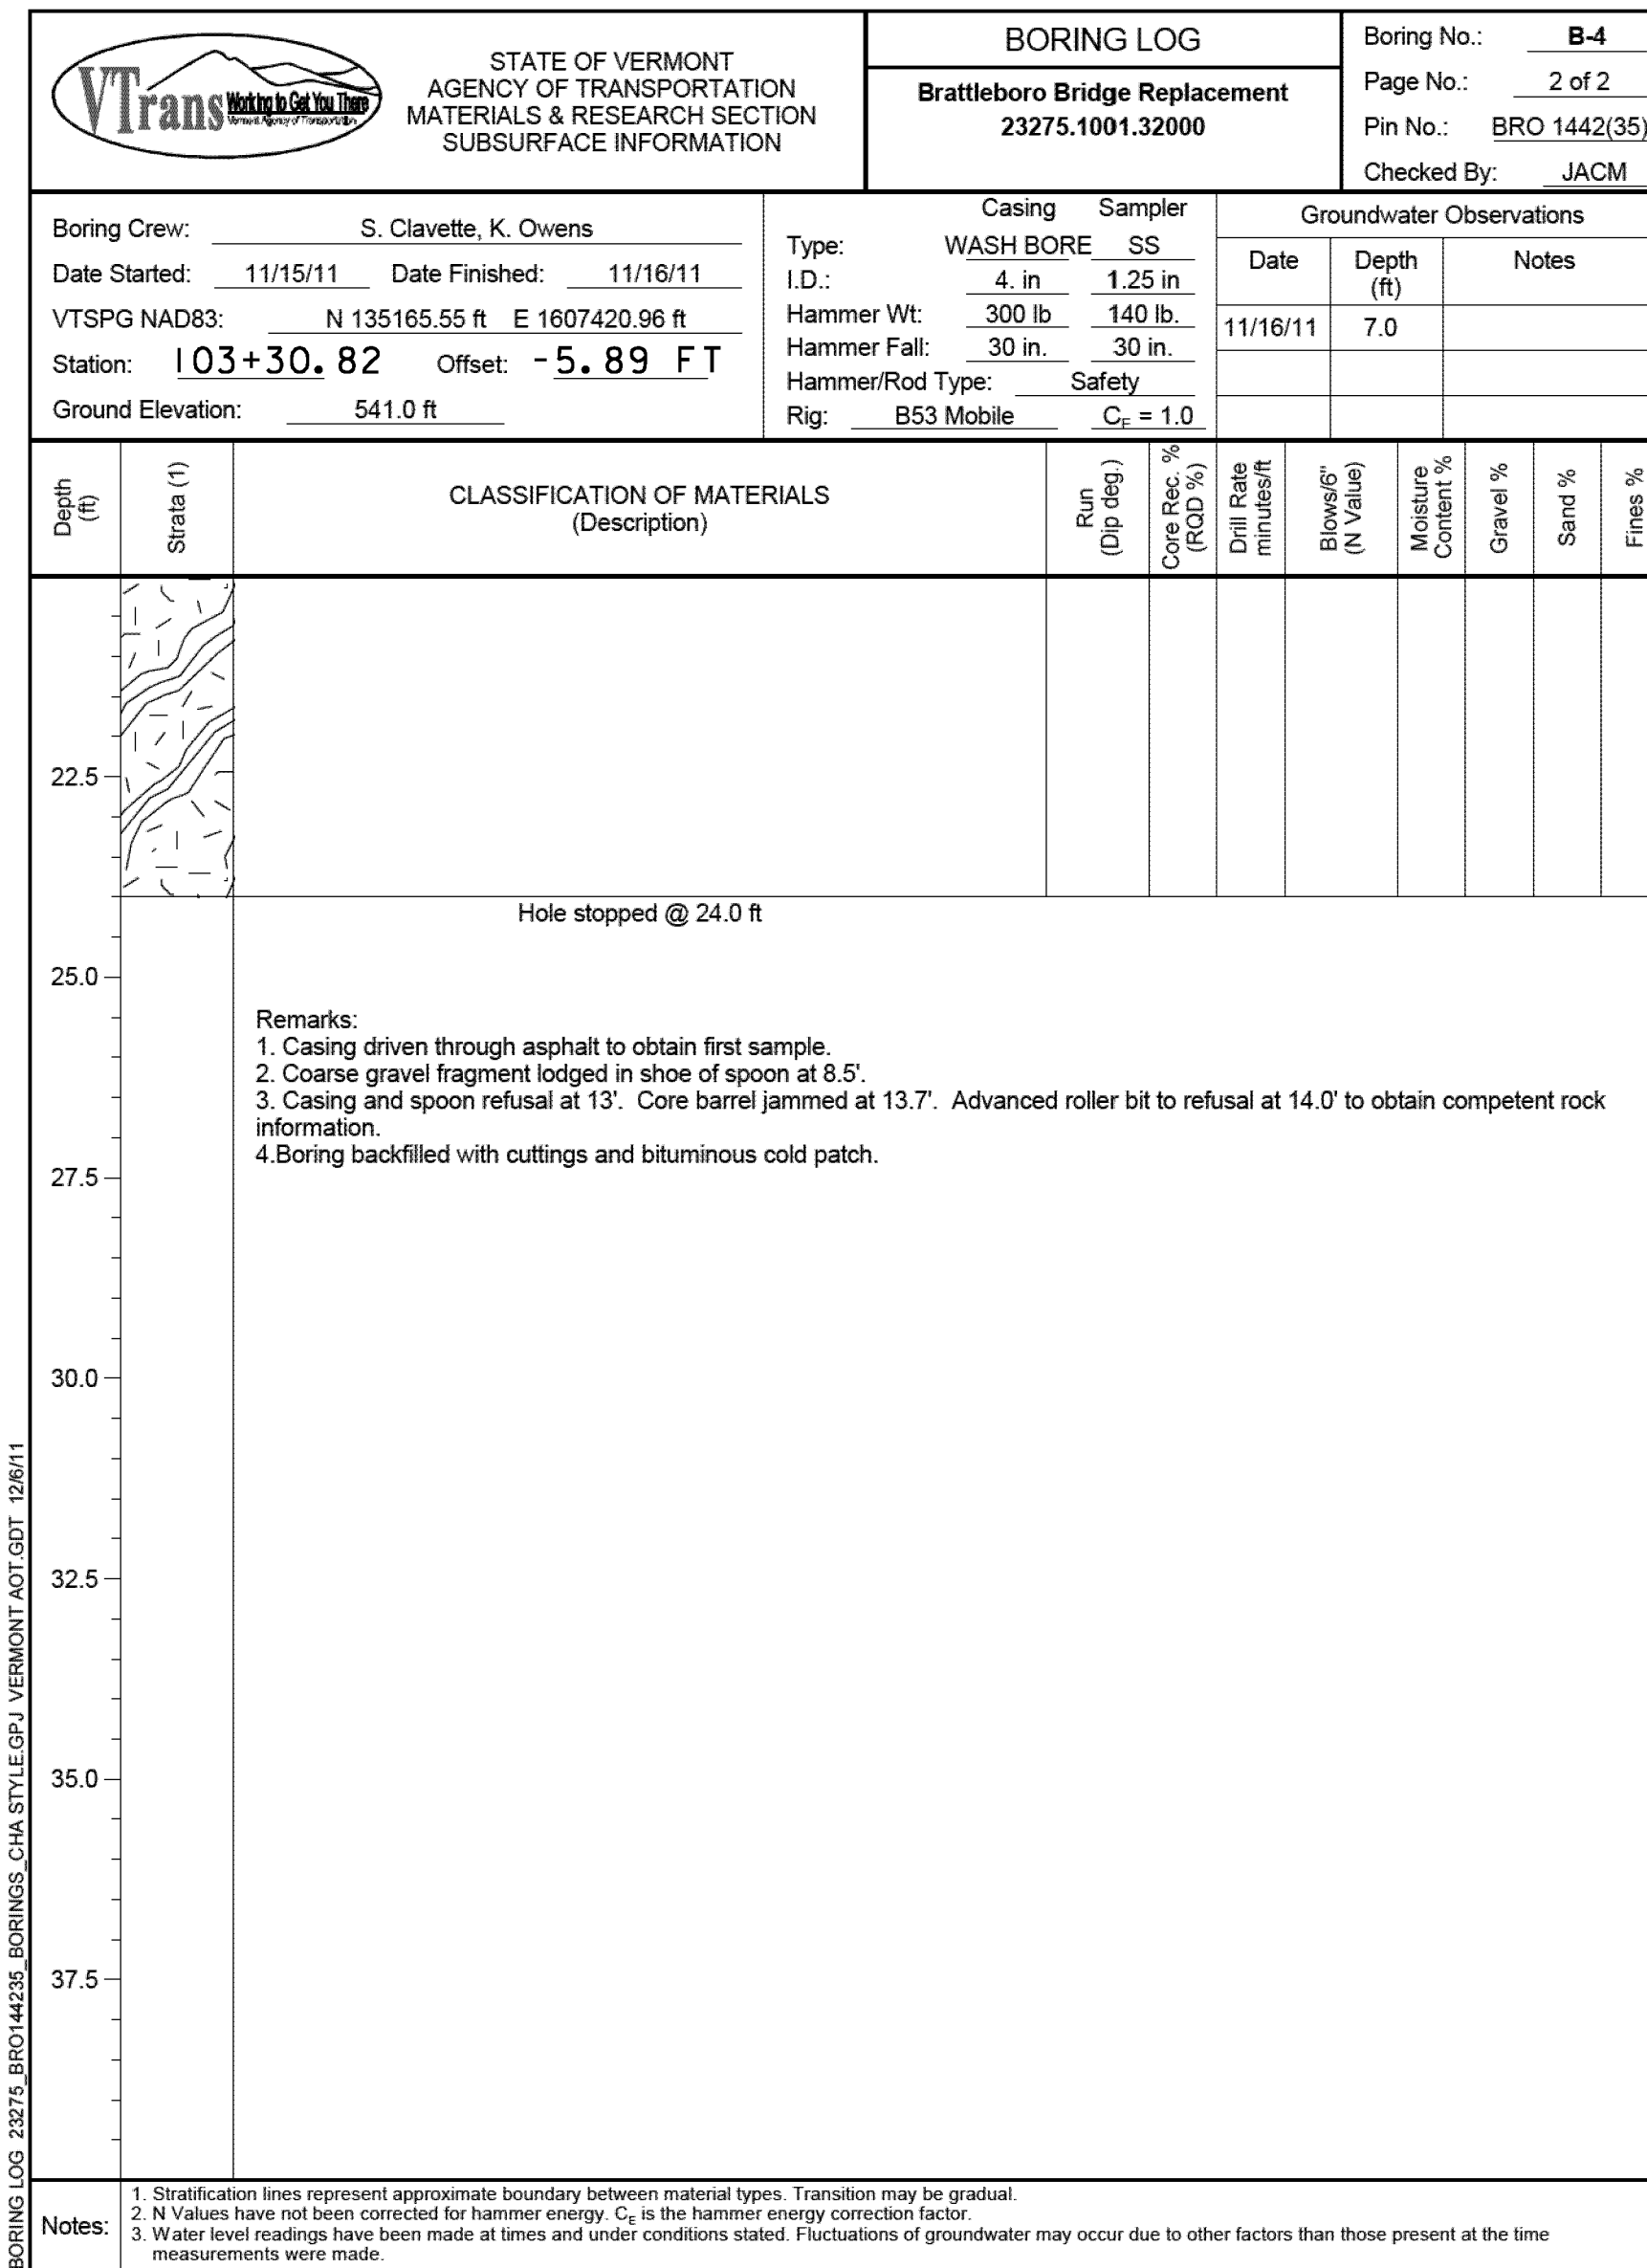 VTrans Working to Get You There
Vermont Agency of Transportation
STATE OF VERMONT
AGENCY OF TRANSPORTATION
MATERIALS & RESEARCH SECTION
SUBSURFACE INFORMATION
BORING LOG
Brattleboro Bridge Replacement
23275.1001.32000
Boring No.: B-4
Page No.: 2 of 2
Pin No.: BRO 1442(35)
Checked By: JACM
Boring Crew: S. Clavette, K. Owens
Date Started: 11/15/11 Date Finished: 11/16/11
VTSPG NAD83: N 135165.55 ft E 1607420.96 ft
Station: 103+30.82 Offset: -5.89 FT
Ground Elevation: 541.0 ft
Casing Sampler
Type: WASH BORE SS
I.D.: 4. in 1.25 in
Hammer Wt: 300 lb 140 lb.
Hammer Fall: 30 in. 30 in.
Hammer/Rod Type: Safety
Rig: B53 Mobile CE = 1.0
Groundwater Observations
Date Depth (ft) Notes
11/16/11 7.0
Depth (ft)
Strata (1)
CLASSIFICATION OF MATERIALS
(Description)
Run (Dip deg.)
Core Rec. % (RQD %)
Drill Rate minutes/ft
Blows/6" (N Value)
Moisture Content %
Gravel %
Sand %
Fines %
22.5
Hole stopped @ 24.0 ft
25.0
Remarks:
1. Casing driven through asphalt to obtain first sample.
2. Coarse gravel fragment lodged in shoe of spoon at 8.5'.
3. Casing and spoon refusal at 13'. Core barrel jammed at 13.7'. Advanced roller bit to refusal at 14.0' to obtain competent rock
information.
4.Boring backfilled with cuttings and bituminous cold patch.
27.5
30.0
32.5
35.0
37.5
BORING LOG 23275_BRO144235_BORINGS_CHA STYLE.GPJ VERMONT AOT.GDT 12/6/11
Notes:
1. Stratification lines represent approximate boundary between material types. Transition may be gradual.
2. N Values have not been corrected for hammer energy. CE is the hammer energy correction factor.
3. Water level readings have been made at times and under conditions stated. Fluctuations of groundwater may occur due to other factors than those present at the time
measurements were made.